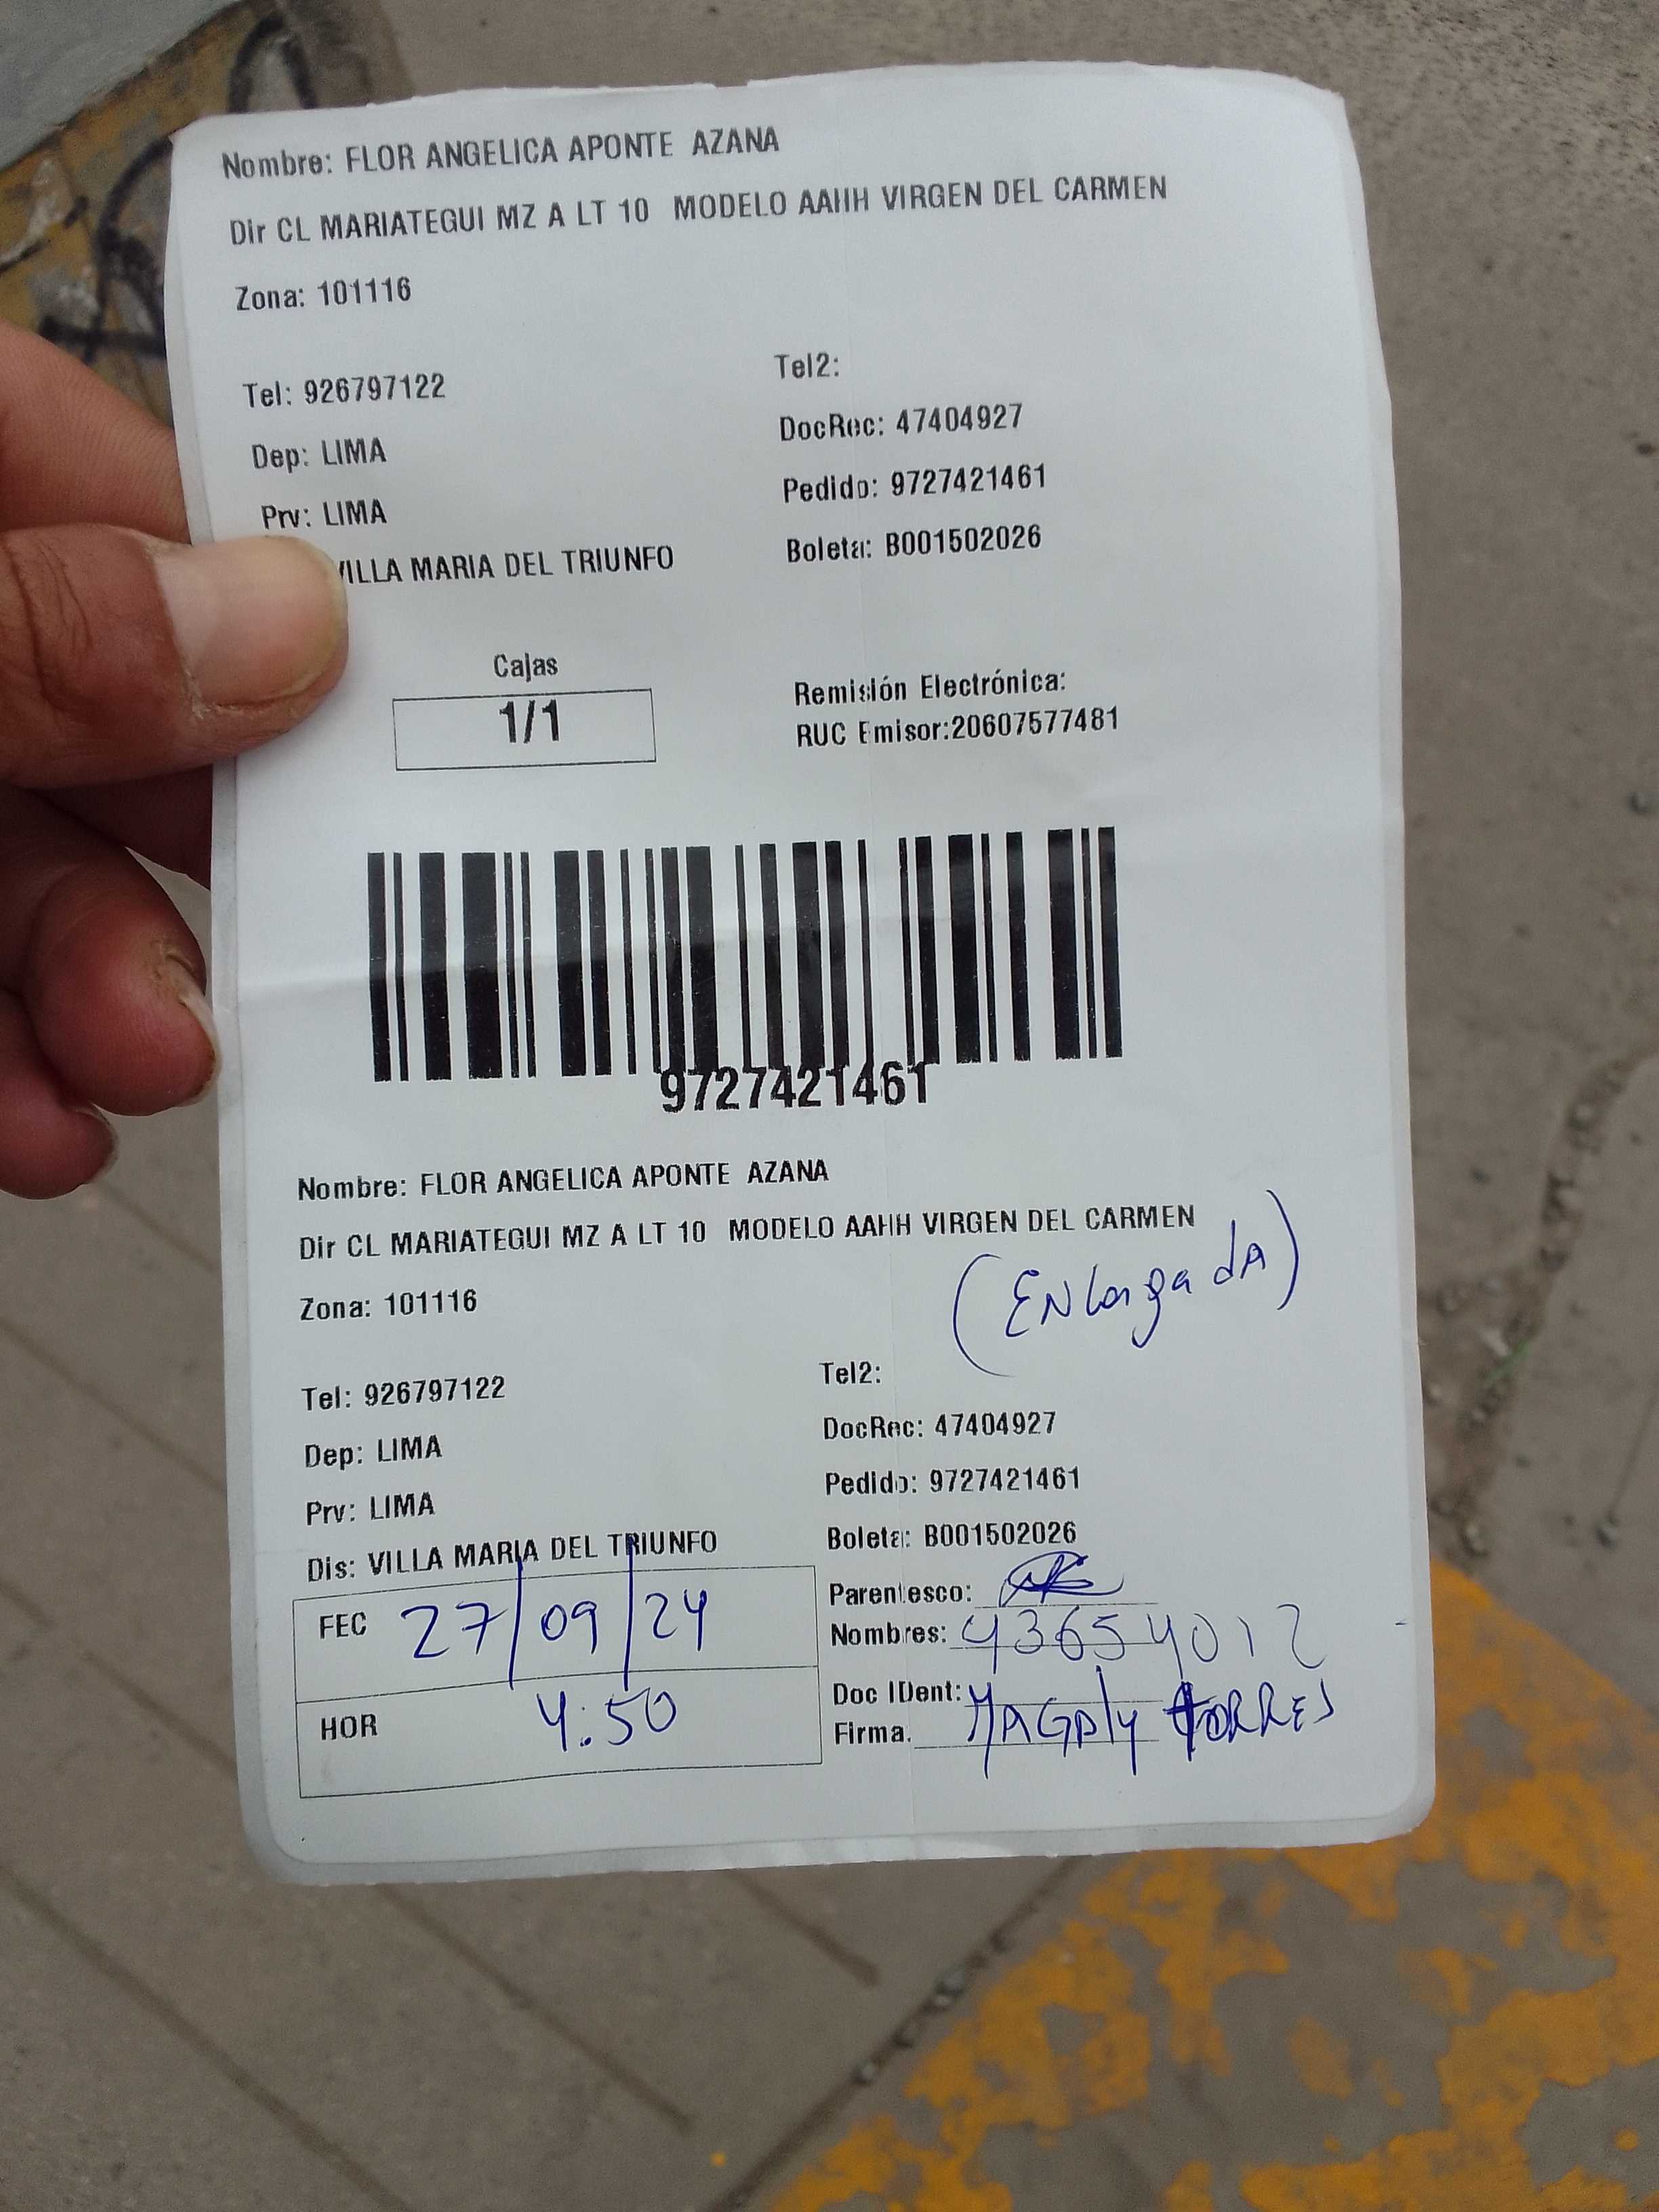 Nombre: FLOR ANGELICA APONTE AZANA
Dir CL MARIATEGUI MZ A LT 10 MODELO AAHH VIRGEN DEL CARMEN
Zona: 101116
Tel: 926797122
Tel2:
Dep: LIMA
DocRec: 47404927
Prv: LIMA
Pedido: 9727421461
VILLA MARIA DEL TRIUNFO
Boleta: B001502026
Cajas
1/1
Remisión Electrónica:
RUC Emisor:20607577481
9727421461
Nombre: FLOR ANGELICA APONTE AZANA
Dir CL MARIATEGUI MZ A LT 10 MODELO AAHH VIRGEN DEL CARMEN
Zona: 101116
(ENlargadA)
Tel: 926797122
Tel2:
Dep: LIMA
DocRec: 47404927
Prv: LIMA
Pedido: 9727421461
Dis: VILLA MARIA DEL TRIUNFO
Boleta: B001502026
FEC 27/09/24
HOR 4:50
Parentesco:
Nombres: 43654012
Doc IDent:
Firma. MAGALY TORRES